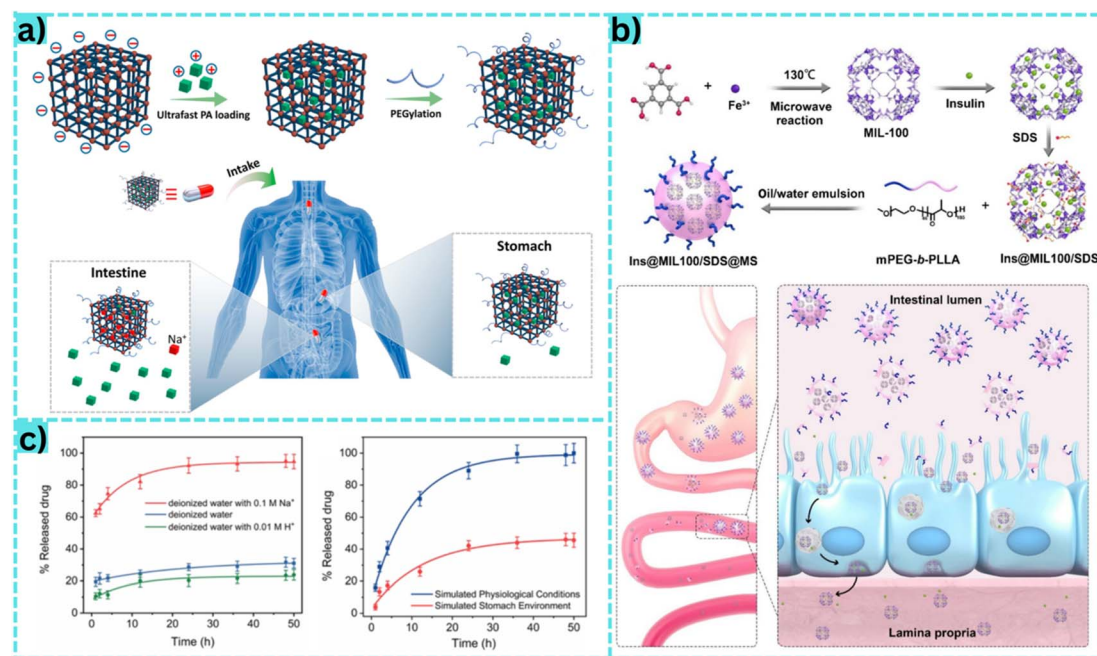 a)
Ultrafast PA loading
PEGylation
Intake
Intestine
Na⁺
Stomach
b)
+
Fe³⁺
130℃
Microwave
reaction
MIL-100
Insulin
SDS
Oil/water emulsion
+
Ins@MIL100/SDS@MS
mPEG-b-PLLA
Ins@MIL100/SDS
Intestinal lumen
Lamina propria
c)
% Released drug
100
80
60
40
20
0
deionized water with 0.1 M Na⁺
deionized water
deionized water with 0.01 M H⁺
0 10 20 30 40 50
Time (h)
% Released drug
100
80
60
40
20
0
Simulated Physiological Conditions
Simulated Stomach Environment
0 10 20 30 40 50
Time (h)